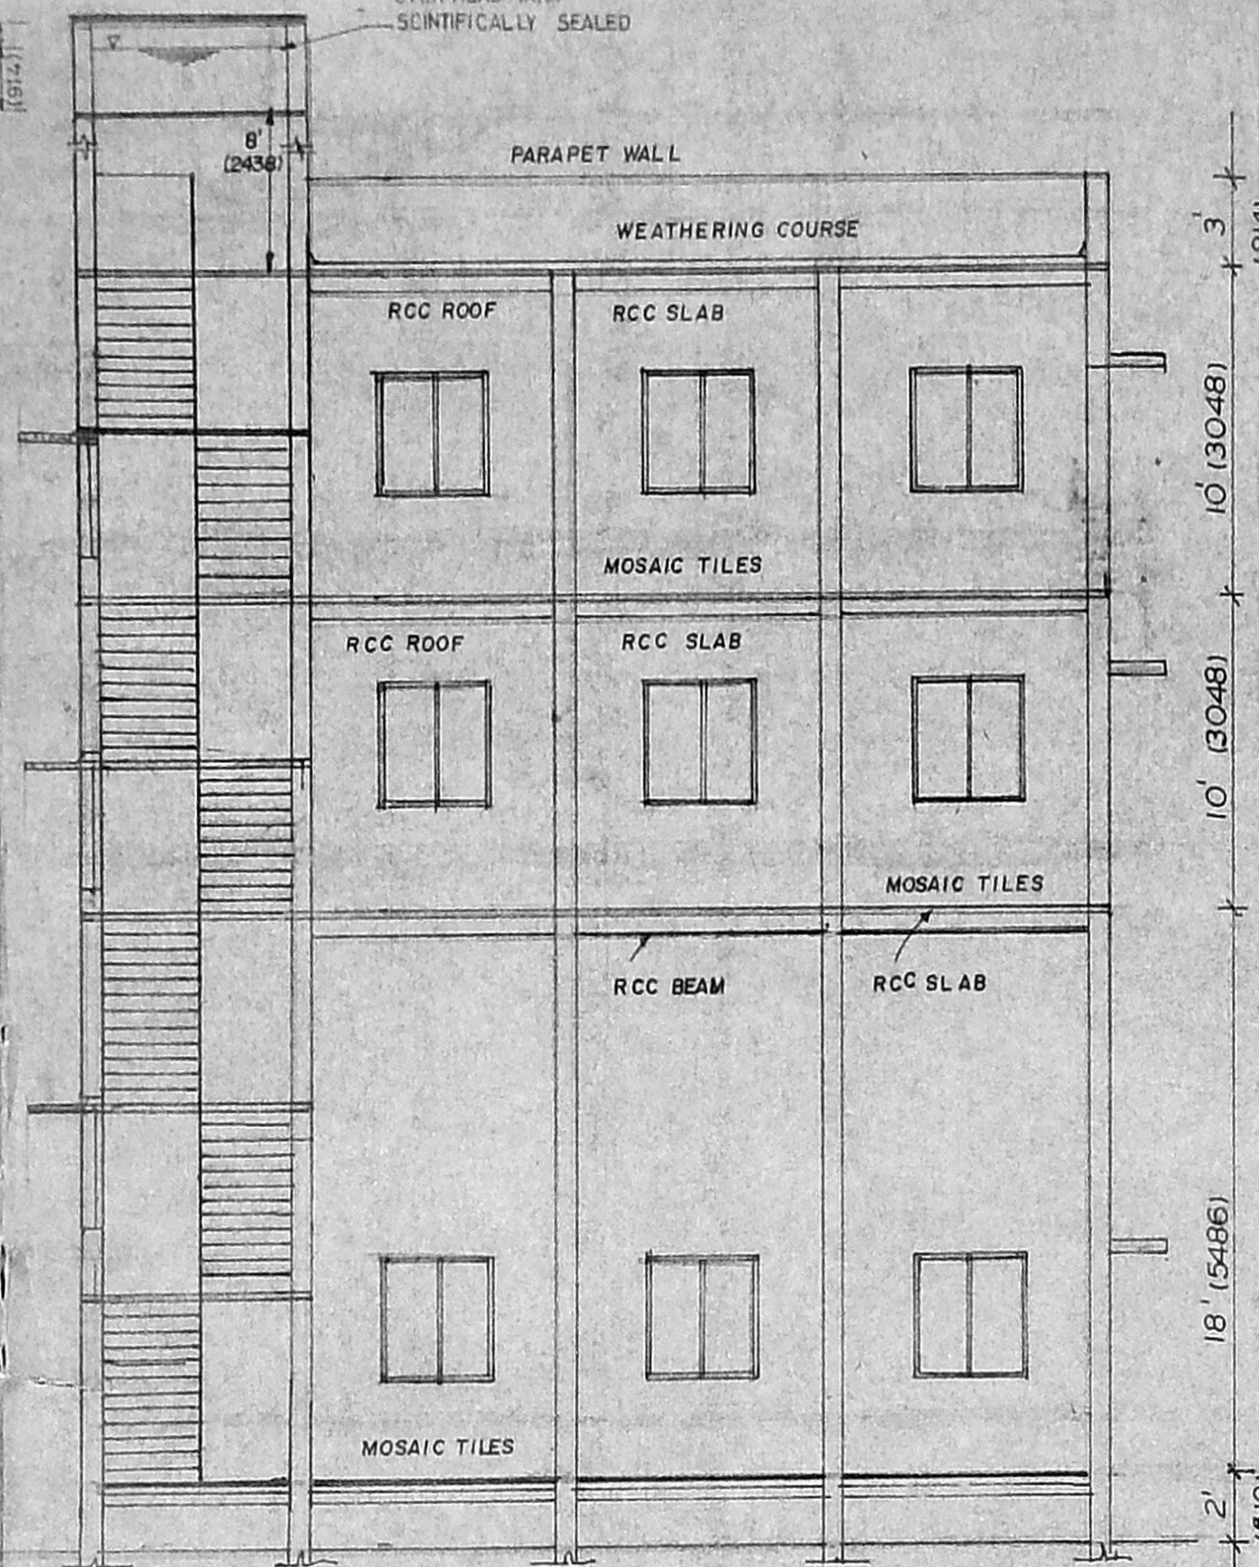 SCINTIFICALLY SEALED
(914)
8'
(2438)
PARAPET WALL
WEATHERING COURSE
3'
RCC ROOF
RCC SLAB
10' (3048)
MOSAIC TILES
RCC ROOF
RCC SLAB
10' (3048)
MOSAIC TILES
RCC BEAM
RCC SLAB
18' (5486)
MOSAIC TILES
2'